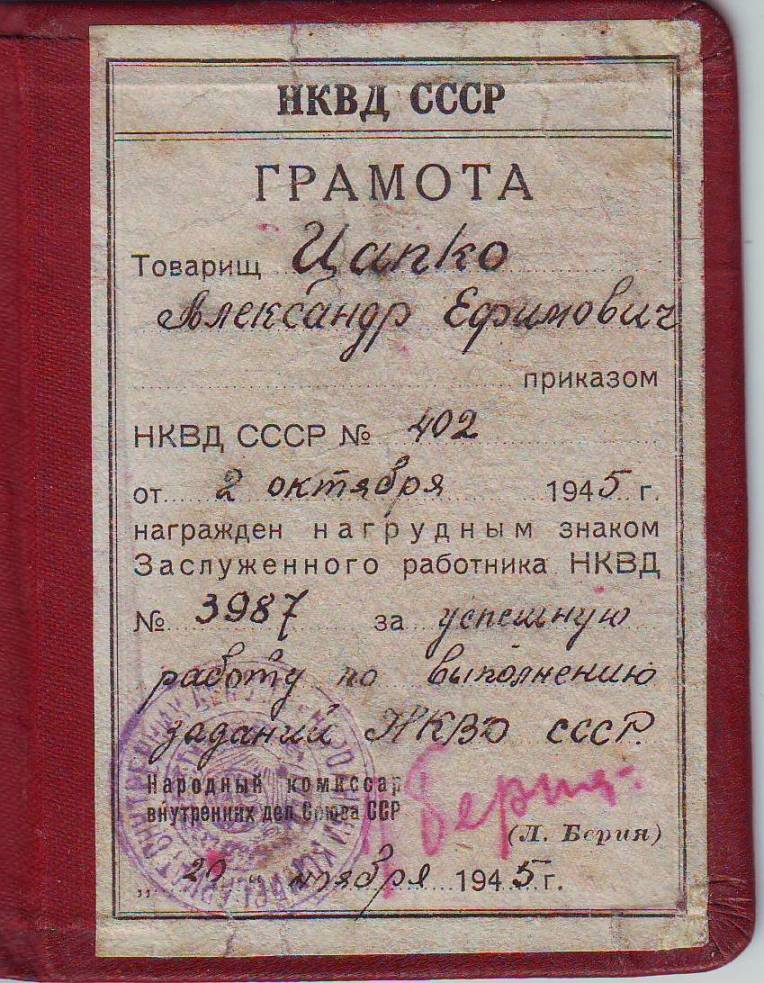 НКВД СССР
ГРАМОТА
Товарищ Цапко
Александр Ефимович
приказом
НКВД СССР № 402
от 2 октября 1945 г.
награжден нагрудным знаком
Заслуженного работника НКВД
№ 3987 за успешную
работу по выполнению
заданий НКВД СССР.
Народный комиссар
внутренних дел Союза ССР
Л Берия
(Л. Берия)
„20“ ноября 1945 г.